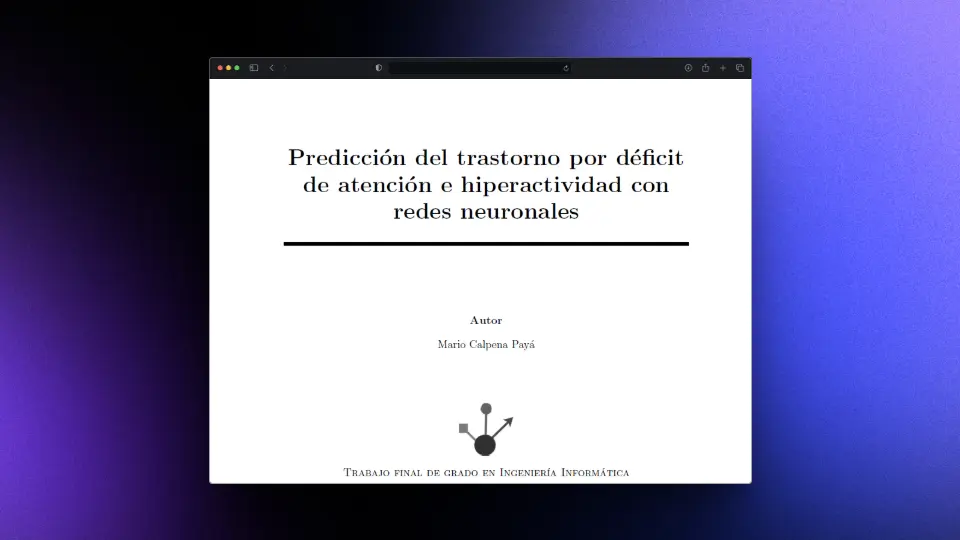 Predicción del trastorno por déficit
de atención e hiperactividad con
redes neuronales
Autor
Mario Calpena Payá
Trabajo final de grado en Ingeniería Informática